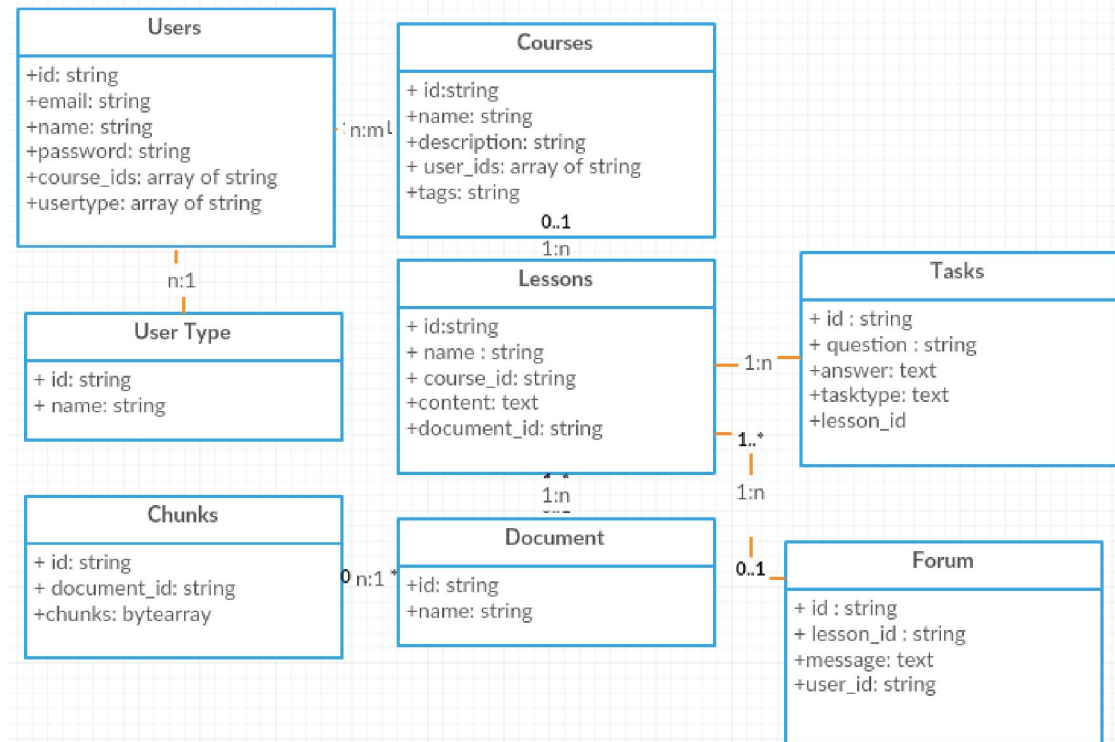 Users
+id: string
+email: string
+name: string
+password: string
+course_ids: array of string
+usertype: array of string
n:m
Courses
+ id:string
+name: string
+description: string
+ user_ids: array of string
+tags: string
0..1
1:n
n:1
User Type
+ id: string
+ name: string
Lessons
+ id:string
+ name : string
+ course_id: string
+content: text
+document_id: string
1:n
Tasks
+ id : string
+ question : string
+answer: text
+tasktype: text
+lesson_id
1..*
1:n
0..1
1:n
Chunks
+ id: string
+ document_id: string
+chunks: bytearray
0 n:1 *
Document
+id: string
+name: string
Forum
+ id : string
+ lesson_id : string
+message: text
+user_id: string